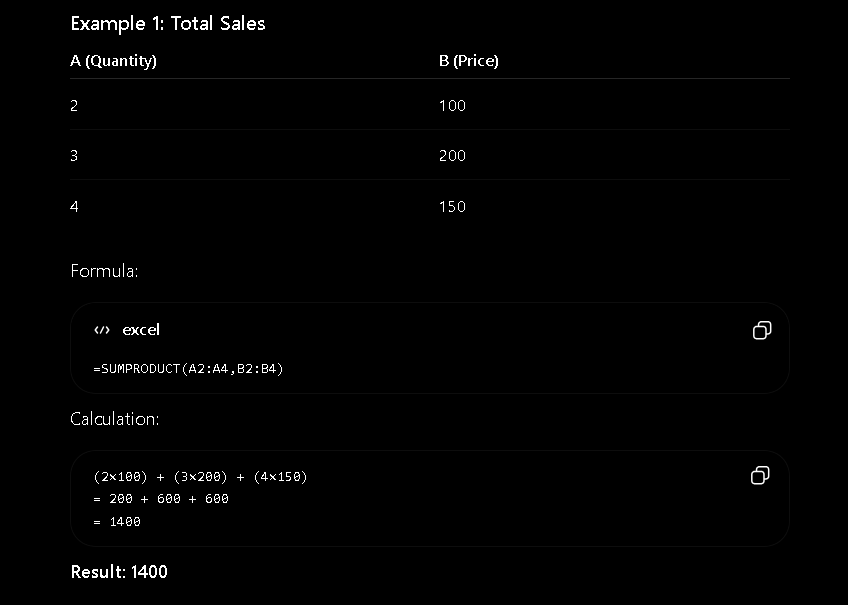 Example 1: Total Sales
A (Quantity) B (Price)
2 100
3 200
4 150
Formula:
excel
=SUMPRODUCT(A2:A4,B2:B4)
Calculation:
(2×100) + (3×200) + (4×150)
= 200 + 600 + 600
= 1400
Result: 1400